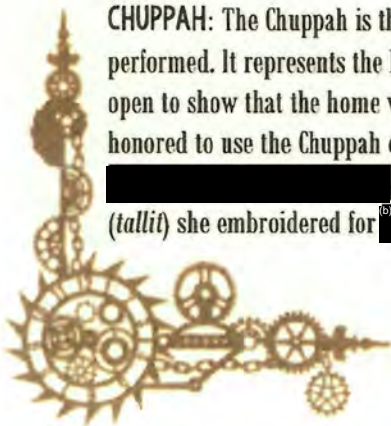 CHUPPAH: The Chuppah is th
performed. It represents the
open to show that the home
honored to use the Chuppah
(tallit) she embroidered for (b)